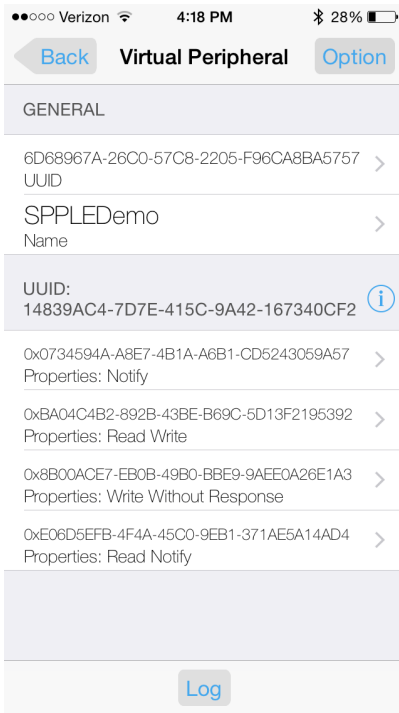 Verizon 4:18 PM 28%
Back Virtual Peripheral Option
GENERAL
6D68967A-26C0-57C8-2205-F96CA8BA5757
UUID
SPPLEDemo
Name
UUID:
14839AC4-7D7E-415C-9A42-167340CF2
0x0734594A-A8E7-4B1A-A6B1-CD5243059A57
Properties: Notify
0xBA04C4B2-892B-43BE-B69C-5D13F2195392
Properties: Read Write
0x8B00ACE7-EB0B-49B0-BBE9-9AEE0A26E1A3
Properties: Write Without Response
0xE06D5EFB-4F4A-45C0-9EB1-371AE5A14AD4
Properties: Read Notify
Log